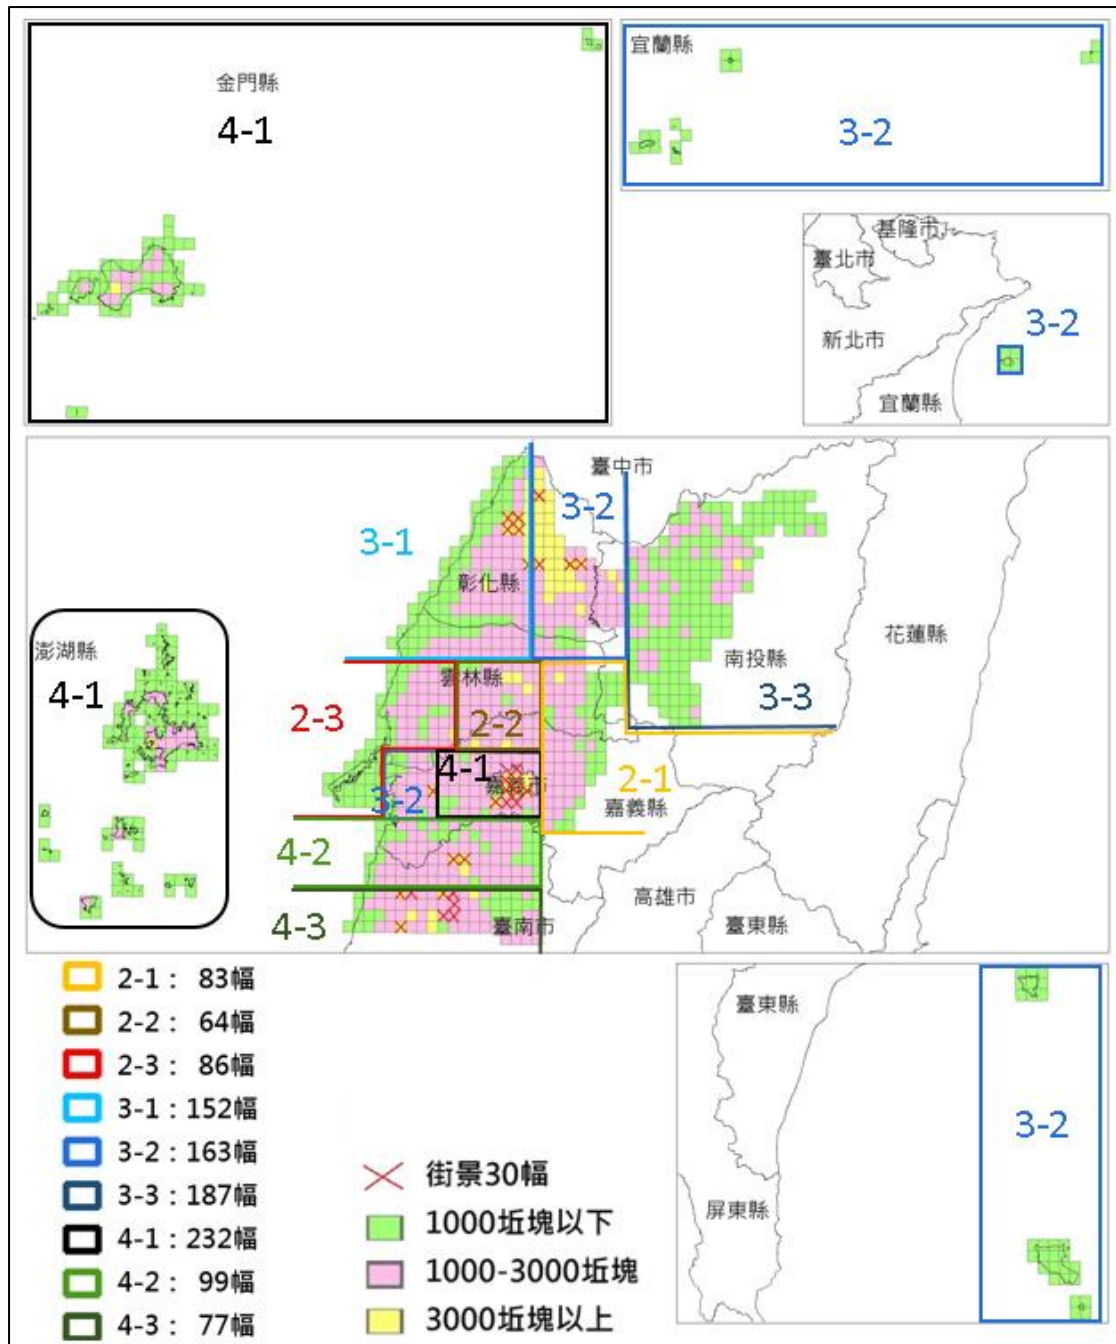 金門縣
4-1
宜蘭縣
3-2
基隆市
臺北市
新北市
3-2
宜蘭縣
臺中市
3-2
3-1
彰化縣
花蓮縣
澎湖縣
4-1
雲林縣
南投縣
3-3
2-3
2-2
4-1
2-1
3-2
嘉義市
嘉義縣
4-2
高雄市
4-3
臺南市
臺東縣
2-1： 83幅
2-2： 64幅
2-3： 86幅
3-1：152幅
3-2：163幅
3-3：187幅
4-1：232幅
4-2： 99幅
4-3： 77幅
街景30幅
1000坵塊以下
1000-3000坵塊
3000坵塊以上
臺東縣
3-2
屏東縣